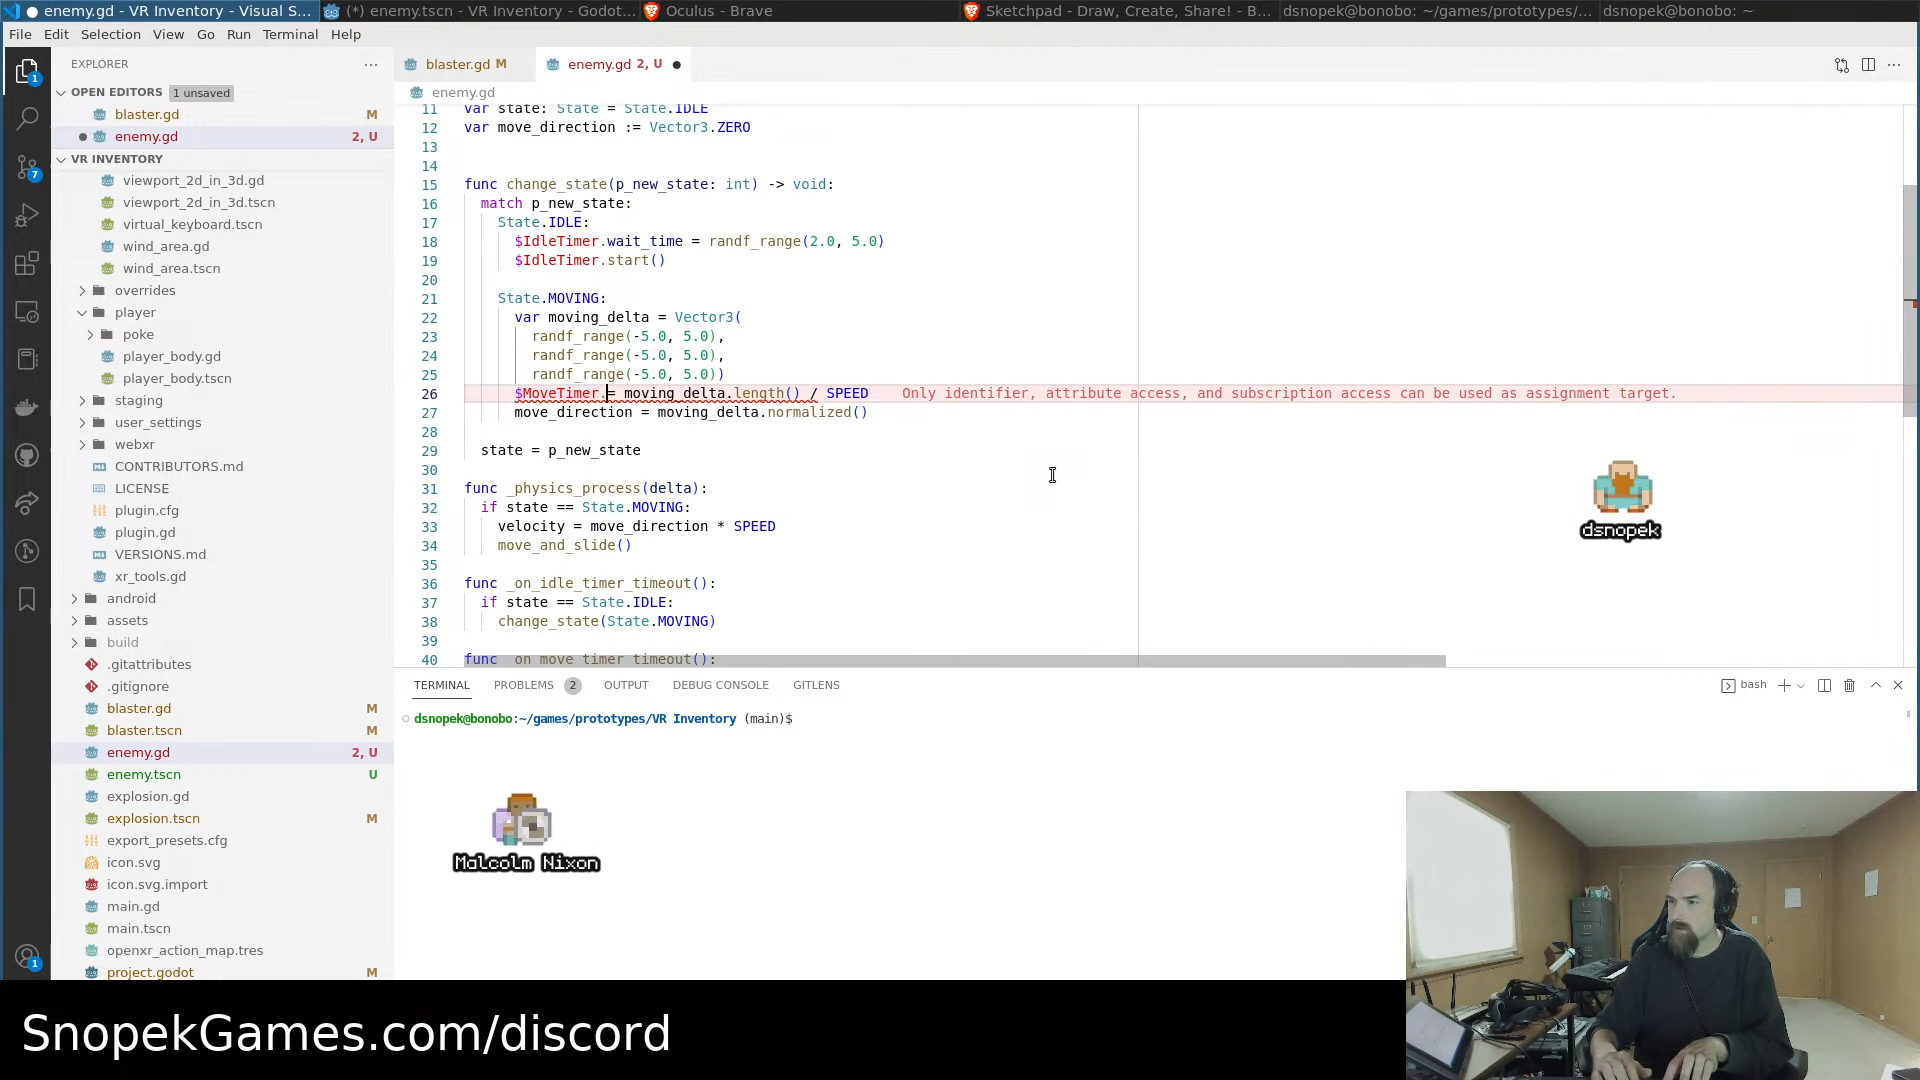 enemy.gd - VR Inventory - Visual S...
(*) enemy.tscn - VR Inventory - Godot...
Oculus - Brave
Sketchpad - Draw, Create, Share! - B...
dsnopek@bonobo: ~/games/prototypes/...
dsnopek@bonobo: ~
File Edit Selection View Go Run Terminal Help
EXPLORER
OPEN EDITORS 1 unsaved
blaster.gd M
enemy.gd 2, U
VR INVENTORY
viewport_2d_in_3d.gd
viewport_2d_in_3d.tscn
virtual_keyboard.tscn
wind_area.gd
wind_area.tscn
overrides
player
poke
player_body.gd
player_body.tscn
staging
user_settings
webxr
CONTRIBUTORS.md
LICENSE
plugin.cfg
plugin.gd
VERSIONS.md
xr_tools.gd
android
assets
build
.gitattributes
.gitignore
blaster.gd M
blaster.tscn M
enemy.gd 2, U
enemy.tscn U
explosion.gd
explosion.tscn M
export_presets.cfg
icon.svg
icon.svg.import
main.gd
main.tscn
openxr_action_map.tres
project.godot M
1
7
1
blaster.gd M
enemy.gd 2, U
enemy.gd
11 var state: State = State.IDLE
12 var move_direction := Vector3.ZERO
13
14
15 func change_state(p_new_state: int) -> void:
16 match p_new_state:
17 State.IDLE:
18 $IdleTimer.wait_time = randf_range(2.0, 5.0)
19 $IdleTimer.start()
20
21 State.MOVING:
22 var moving_delta = Vector3(
23 randf_range(-5.0, 5.0),
24 randf_range(-5.0, 5.0),
25 randf_range(-5.0, 5.0))
26 $MoveTimer.= moving_delta.length() / SPEED Only identifier, attribute access, and subscription access can be used as assignment target.
27 move_direction = moving_delta.normalized()
28
29 state = p_new_state
30
31 func _physics_process(delta):
32 if state == State.MOVING:
33 velocity = move_direction * SPEED
34 move_and_slide()
35
36 func _on_idle_timer_timeout():
37 if state == State.IDLE:
38 change_state(State.MOVING)
39
40 func _on_move_timer_timeout():
dsnopek
TERMINAL PROBLEMS 2 OUTPUT DEBUG CONSOLE GITLENS
bash
dsnopek@bonobo:~/games/prototypes/VR Inventory (main)$
Malcolm Nixon
SnopekGames.com/discord